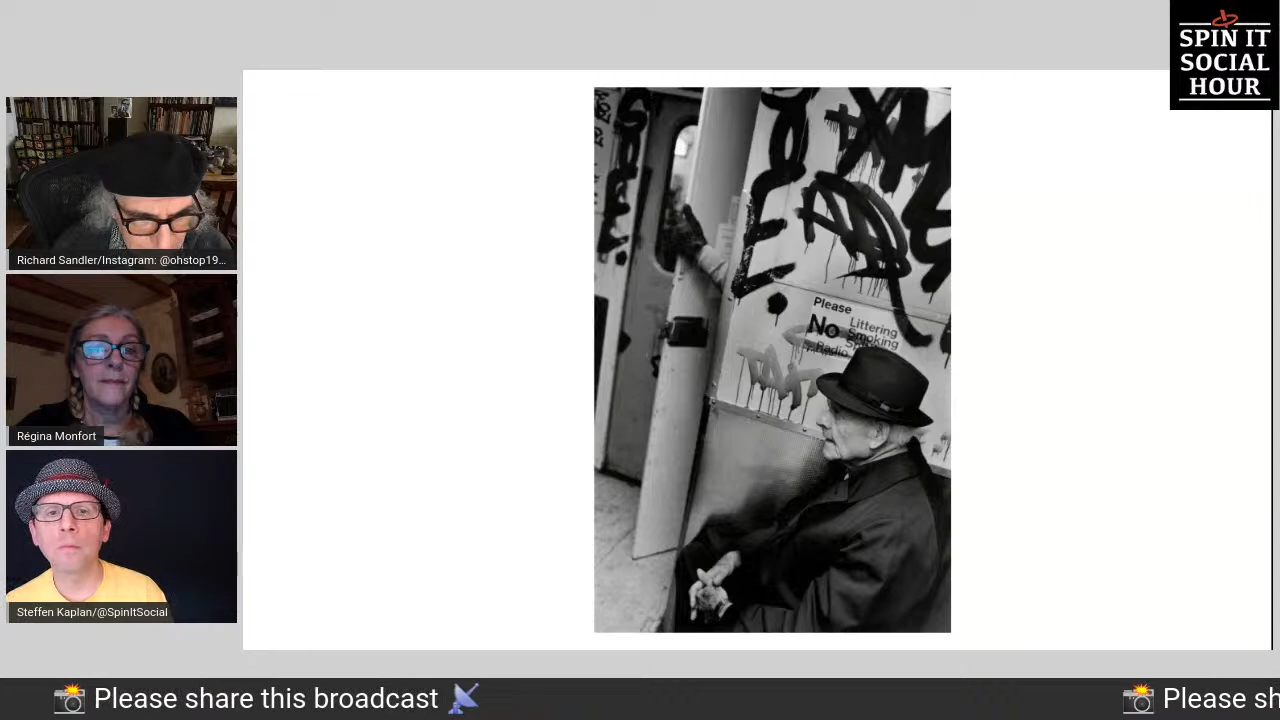 SPIN IT
SOCIAL
HOUR
Richard Sandler/Instagram: @ohstop19...
Régina Monfort
Steffen Kaplan/@SpinItSocial
Please
No
Littering
Smoking
Radio
Please share this broadcast
Please sh